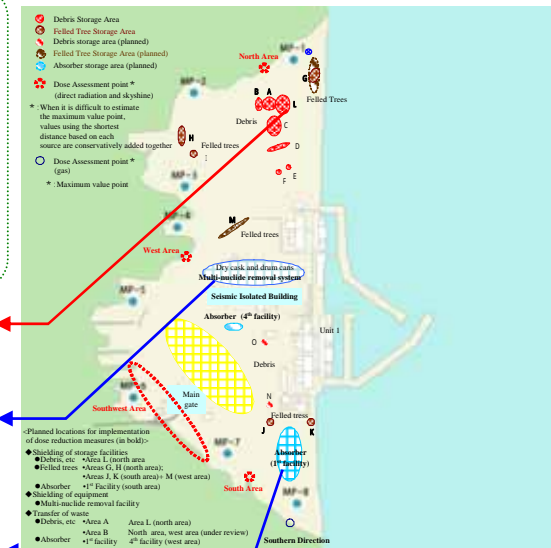 Debris Storage Area
Felled Tree Storage Area
Debris storage area (planned)
Felled Tree Storage Area (planned)
Absorber storage area (planned)
Dose Assessment point *
(direct radiation and skyshine)
* : When it is difficult to estimate
the maximum value point,
values using the shortest
distance based on each
source are conservatively added together
Dose Assessment point *
(gas)
* : Maximum value point
MP-1
North Area
G
Felled Trees
MP-2
B A L
Debris
C
H
Felled trees
D
E
F
MP-3
MP-4
M
Felled trees
West Area
Dry cask and drum cans
Multi-nuclide removal system
Seismic Isolated Building
MP-5
Absorber (4th facility)
Unit 1
O
Debris
MP-6
Main
gate
Southwest Area
N
Felled tress
J
K
<Planned locations for implementation
of dose reduction measures (in bold)>
◆Shielding of storage facilities
●Debris, etc •Area L (north area
●Felled trees •Areas G, H (north area);
•Areas J, K (south area)+ M (west area)
●Absorber •1st Facility (south area)
◆Shielding of equipment
●Multi-nuclide removal facility
◆Transfer of waste
●Debris, etc •Area A Area L (north area)
•Area B North area, west area (under review)
●Absorber •1st facility 4th facility (west area)
MP-7
Absorber
(1st facility)
South Area
MP-8
Southern Direction